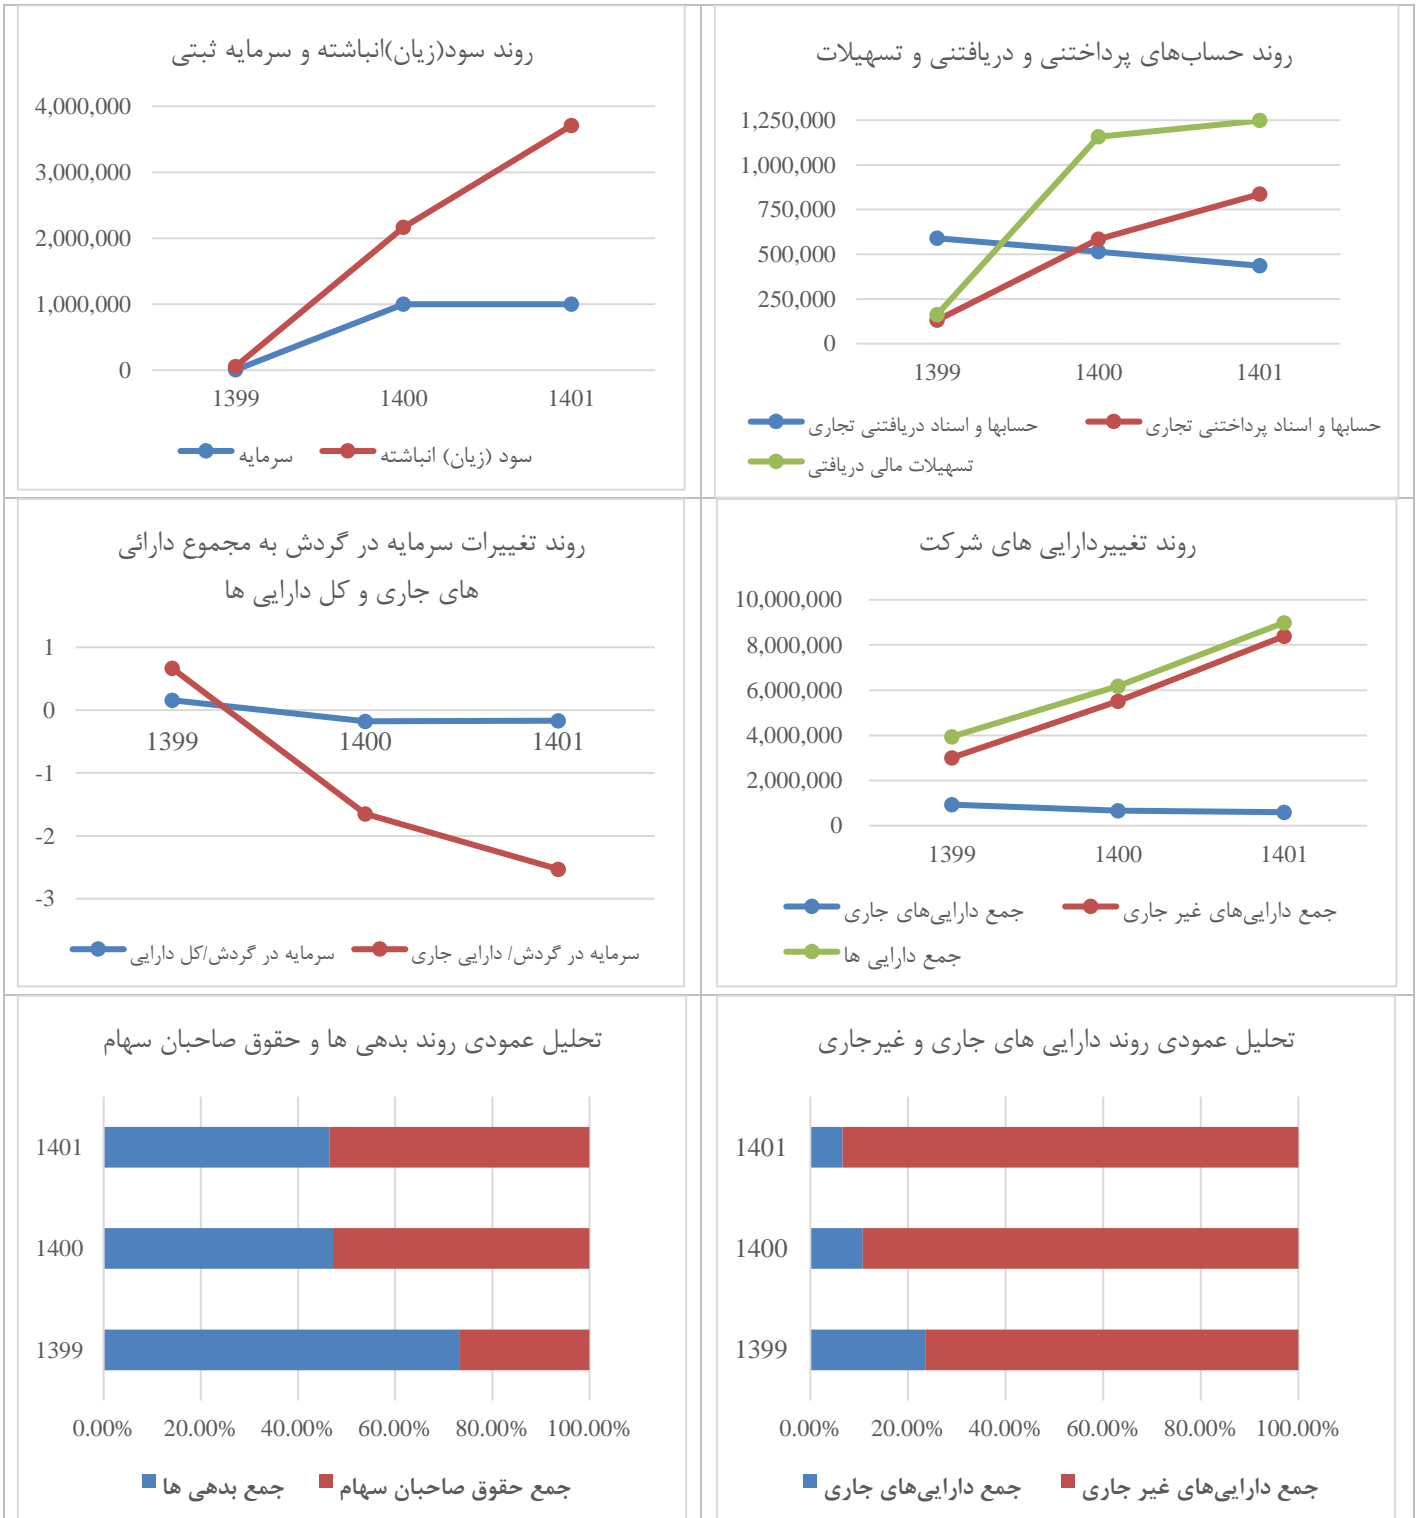 روند حساب‌های پرداختنی و دریافتنی و تسهیلات
1,250,000
1,000,000
750,000
500,000
250,000
0
1399 1400 1401
حسابها و اسناد دریافتنی تجاری
حسابها و اسناد پرداختنی تجاری
تسهیلات مالی دریافتی
روند سود(زیان)انباشته و سرمایه ثبتی
4,000,000
3,000,000
2,000,000
1,000,000
0
1399 1400 1401
سرمایه
سود (زیان) انباشته
روند تغییردارایی های شرکت
10,000,000
8,000,000
6,000,000
4,000,000
2,000,000
0
1399 1400 1401
جمع دارایی‌های جاری
جمع دارایی‌های غیر جاری
جمع دارایی ها
روند تغییرات سرمایه در گردش به مجموع دارائی
های جاری و کل دارایی ها
1
0
-1
-2
-3
1399 1400 1401
سرمایه در گردش/کل دارایی
سرمایه در گردش/ دارایی جاری
تحلیل عمودی روند دارایی های جاری و غیرجاری
1401
1400
1399
0.00% 20.00% 40.00% 60.00% 80.00% 100.00%
جمع دارایی‌های جاری
جمع دارایی‌های غیر جاری
تحلیل عمودی روند بدهی ها و حقوق صاحبان سهام
1401
1400
1399
0.00% 20.00% 40.00% 60.00% 80.00% 100.00%
جمع بدهی ها
جمع حقوق صاحبان سهام